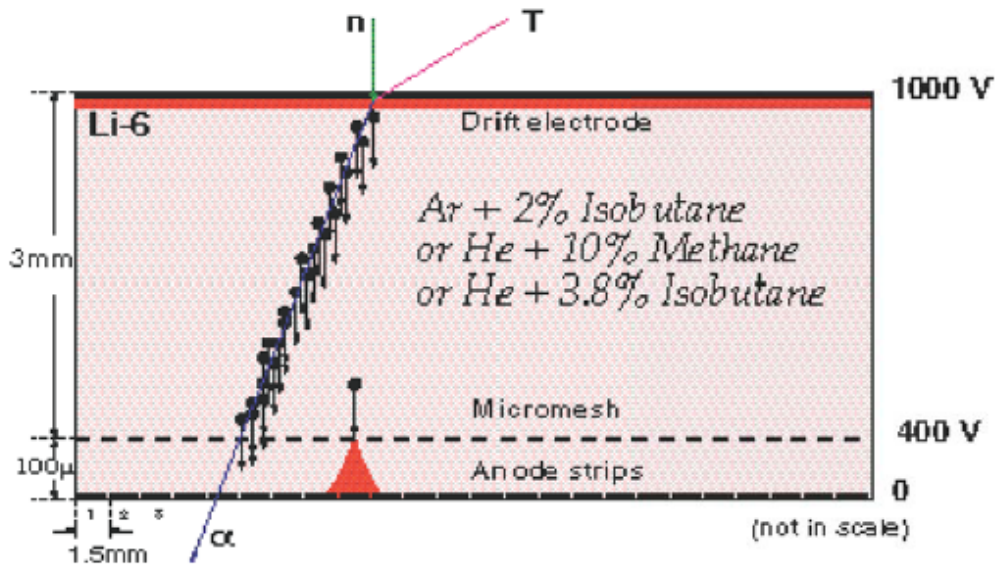 n
T
1000 V
Li-6
Drift electrode
Ar + 2% Isobutane
or He + 10% Methane
or He + 3.8% Isobutane
3mm
Micromesh
400 V
100μ
Anode strips
0
1 2 3
(not in scale)
α
1.5mm